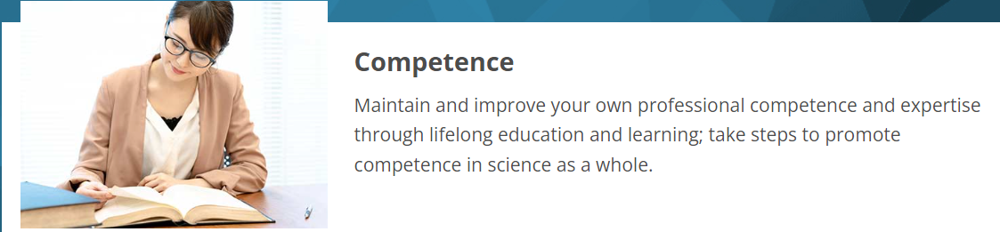 Competence
Maintain and improve your own professional competence and expertise
through lifelong education and learning; take steps to promote
competence in science as a whole.